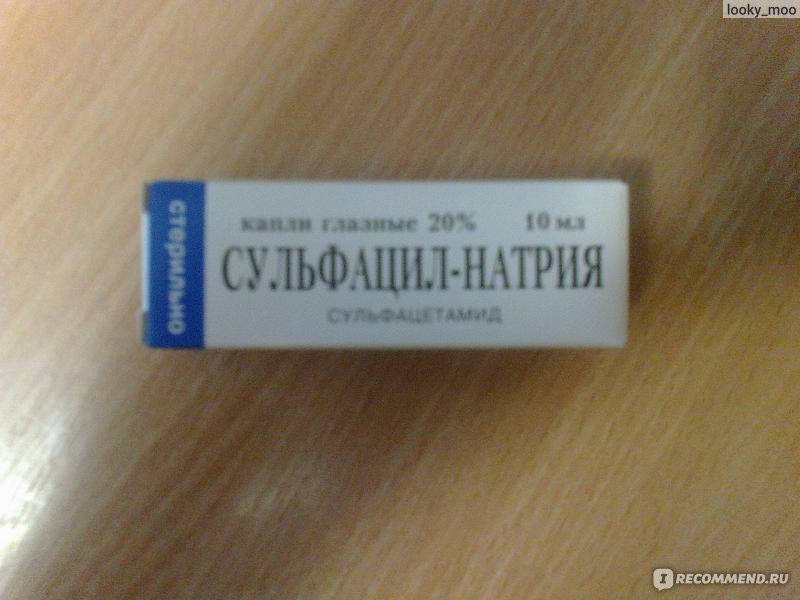 looky_moo
стерильно
капли глазные 20% 10 мл
СУЛЬФАЦИЛ-НАТРИЯ
СУЛЬФАЦЕТАМИД
I RECOMMEND.RU